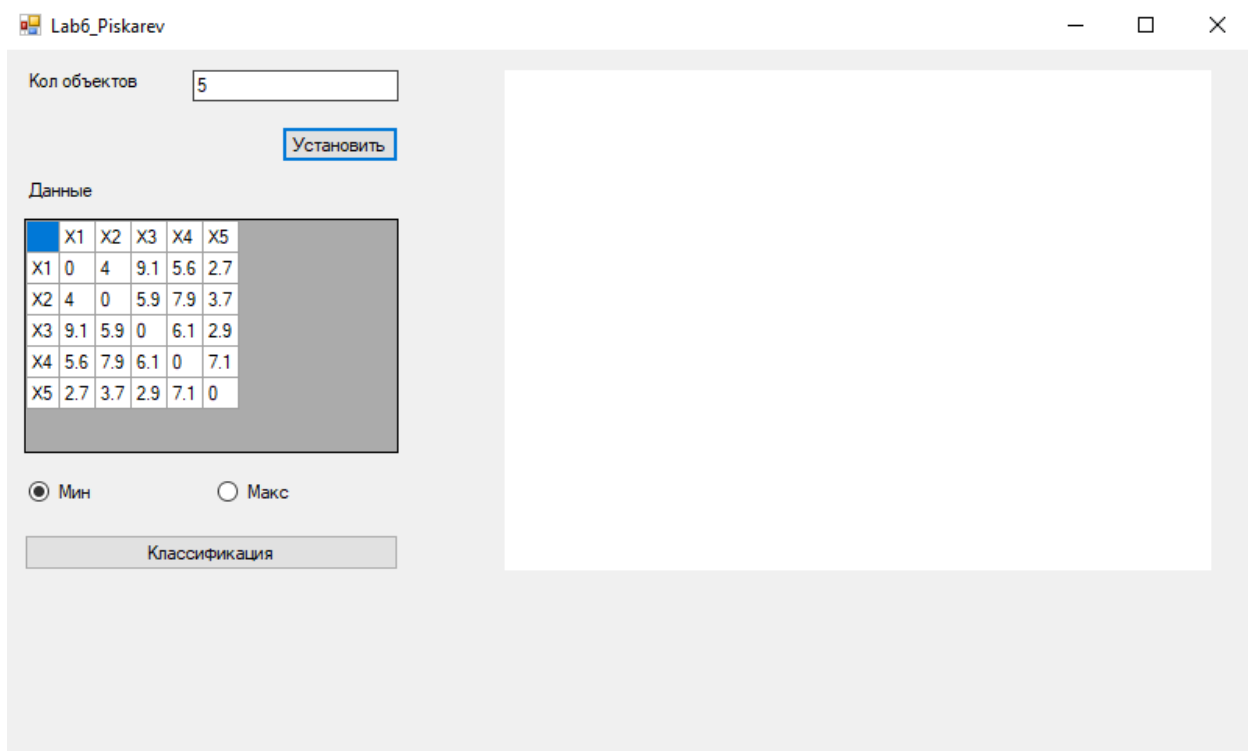 Lab6_Piskarev
Кол объектов 5
Установить
Данные
X1 X2 X3 X4 X5
X1 0 4 9.1 5.6 2.7
X2 4 0 5.9 7.9 3.7
X3 9.1 5.9 0 6.1 2.9
X4 5.6 7.9 6.1 0 7.1
X5 2.7 3.7 2.9 7.1 0
Мин Макс
Классификация